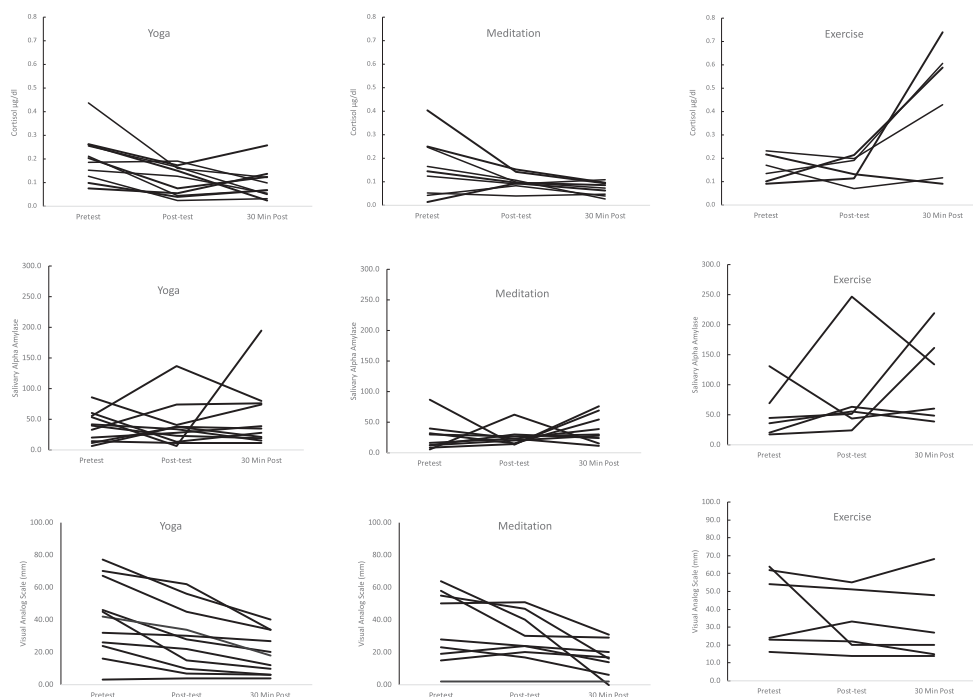 Yoga
Cortisol µg/dl
0.8
0.7
0.6
0.5
0.4
0.3
0.2
0.1
0.0
Pretest Post-test 30 Min Post
Meditation
Cortisol µg/dl
0.8
0.7
0.6
0.5
0.4
0.3
0.2
0.1
0.0
Pretest Post-test 30 Min Post
Exercise
Cortisol µg/dl
0.8
0.7
0.6
0.5
0.4
0.3
0.2
0.1
0.0
Pretest Post-test 30 Min Post
Yoga
Salivary Alpha Amylase
300.0
250.0
200.0
150.0
100.0
50.0
0.0
Pretest Post-test 30 Min Post
Meditation
Salivary Alpha Amylase
300.0
250.0
200.0
150.0
100.0
50.0
0.0
Pretest Post-test 30 Min Post
Exercise
Salivary Alpha Amylase
300.0
250.0
200.0
150.0
100.0
50.0
0.0
Pretest Post-test 30 Min Post
Yoga
Visual Analog Scale (mm)
100.00
80.00
60.00
40.00
20.00
0.00
Pretest Post-test 30 Min Post
Meditation
Visual Analog Scale (mm)
100.00
80.00
60.00
40.00
20.00
0.00
Pretest Post-test 30 Min Post
Exercise
Visual Analog Scale (mm)
100.0
90.0
80.0
70.0
60.0
50.0
40.0
30.0
20.0
10.0
0.0
Pretest Post-test 30 Min Post